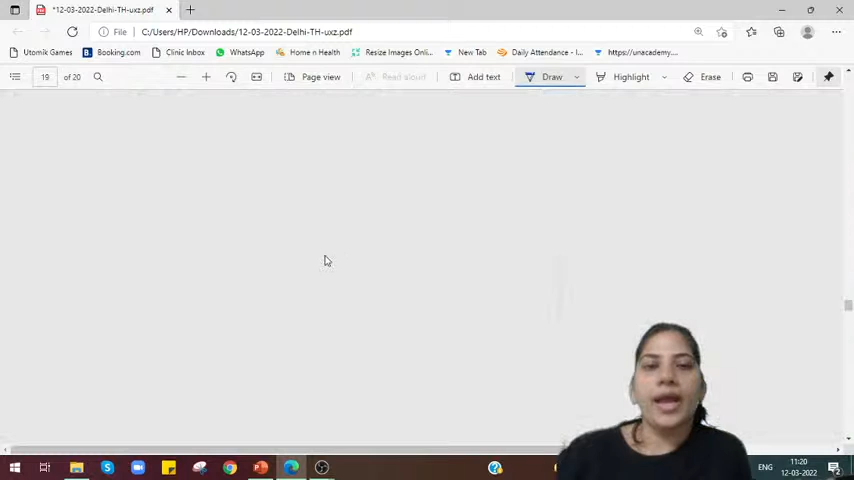 *12-03-2022-Delhi-TH-uxz.pdf
File C:/Users/HP/Downloads/12-03-2022-Delhi-TH-uxz.pdf
Utomik Games Booking.com Clinic Inbox WhatsApp Home n Health Resize Images Onli... New Tab Daily Attendance - I... https://unacademy....
19 of 20 Page view Read aloud Add text Draw Highlight Erase
ENG 11:20
12-03-2022